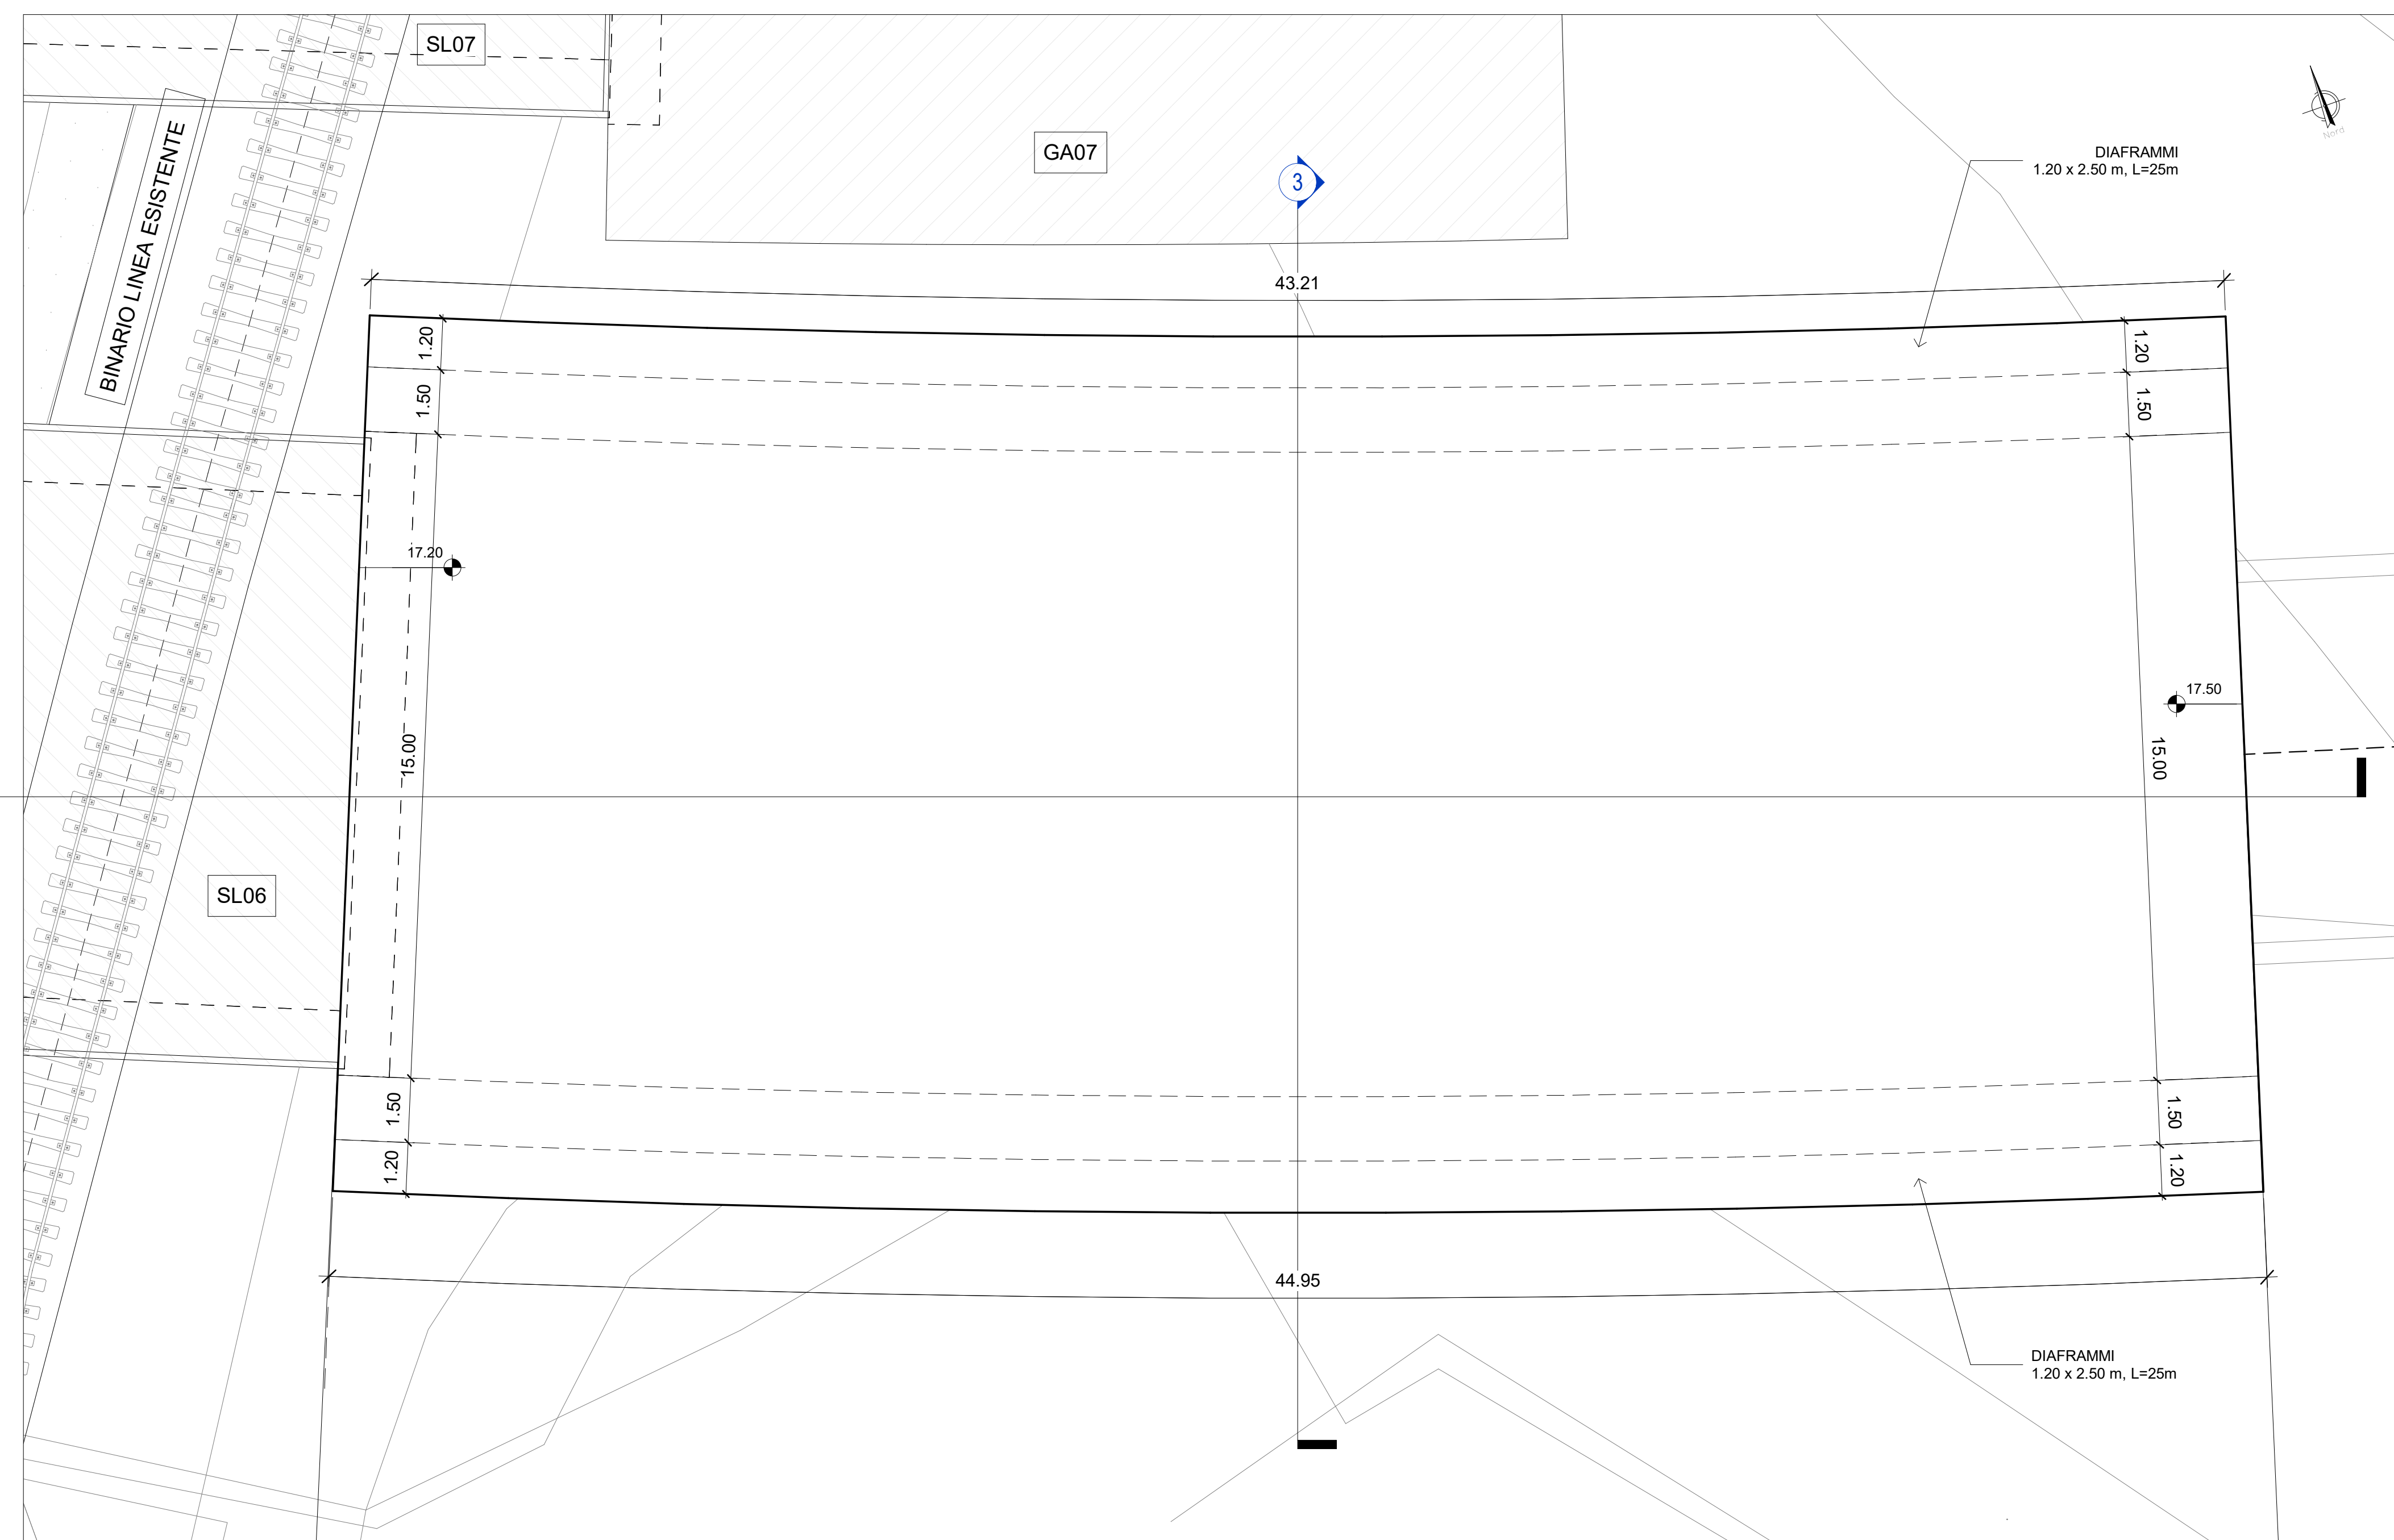 SL07
BINARIO LINEA ESISTENTE
GA07
3
Nord
DIAFRAMMI
1.20 x 2.50 m, L=25m
43.21
1.20
1.50
1.20
1.50
17.20
15.00
17.50
15.00
SL06
1.50
1.20
1.50
1.20
44.95
DIAFRAMMI
1.20 x 2.50 m, L=25m